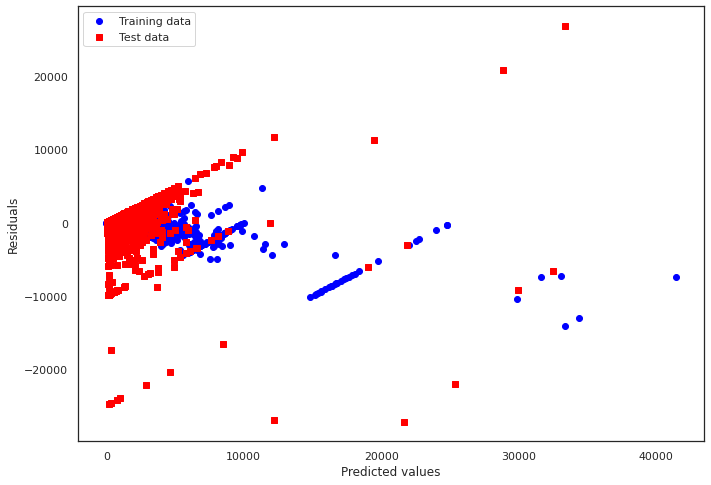 Training data
Test data
20000
10000
0
−10000
−20000
Residuals
0
10000
20000
30000
40000
Predicted values